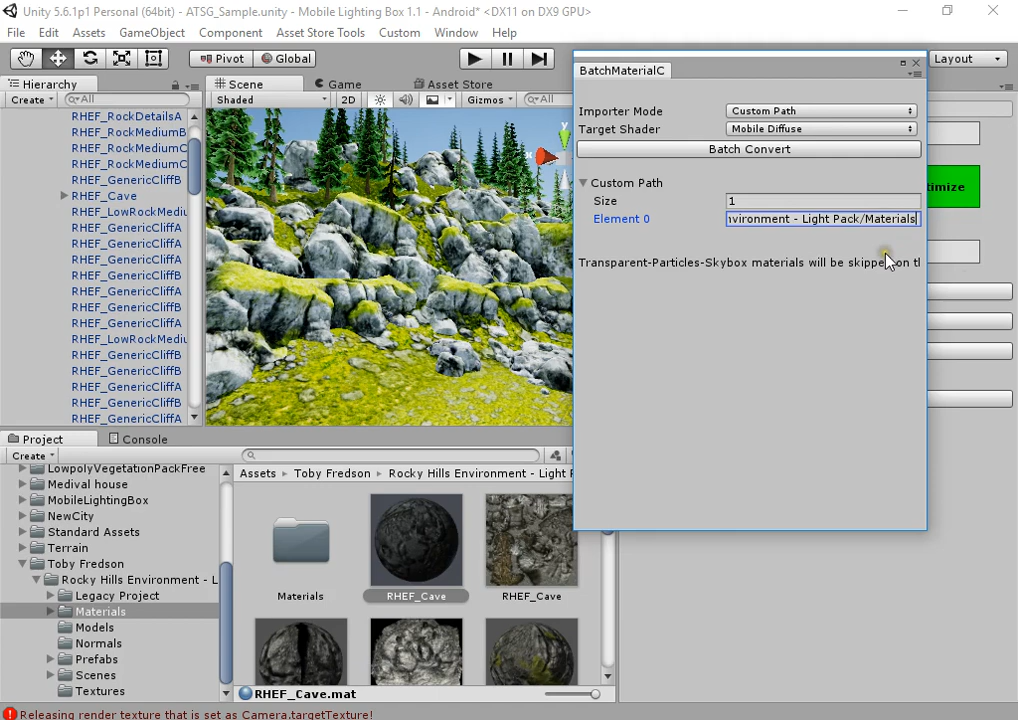 Unity 5.6.1p1 Personal (64bit) - ATSG_Sample.unity - Mobile Lighting Box 1.1 - Android* <DX11 on DX9 GPU>
File Edit Assets GameObject Component Asset Store Tools Custom Window Help
Pivot Global Layout
BatchMaterialC
Hierarchy Scene Game Asset Store
Create All Shaded 2D Gizmos All
RHEF_RockDetailsA
RHEF_RockMediumB
RHEF_RockMediumC
RHEF_RockMediumC
RHEF_GenericCliffB
RHEF_Cave
RHEF_LowRockMediu
RHEF_GenericCliffA
RHEF_GenericCliffA
RHEF_GenericCliffA
RHEF_GenericCliffA
RHEF_GenericCliffA
RHEF_GenericCliffB
RHEF_GenericCliffA
RHEF_LowRockMediu
RHEF_GenericCliffB
RHEF_GenericCliffB
RHEF_GenericCliffA
RHEF_GenericCliffA
RHEF_GenericCliffA
Importer Mode Custom Path
Target Shader Mobile Diffuse
Batch Convert
Custom Path
Size 1
Element 0 vironment - Light Pack/Materials
Transparent-Particles-Skybox materials will be skippe on tl
imize
Project Console
Create
LowpolyVegetationPackFree
Medival house
MobileLightingBox
NewCity
Standard Assets
Terrain
Toby Fredson
Rocky Hills Environment - L
Legacy Project
Materials
Models
Normals
Prefabs
Scenes
Textures
Assets Toby Fredson Rocky Hills Environment - Light P
Materials RHEF_Cave RHEF_Cave
RHEF_Cave.mat
Releasing render texture that is set as Camera.targetTexture!